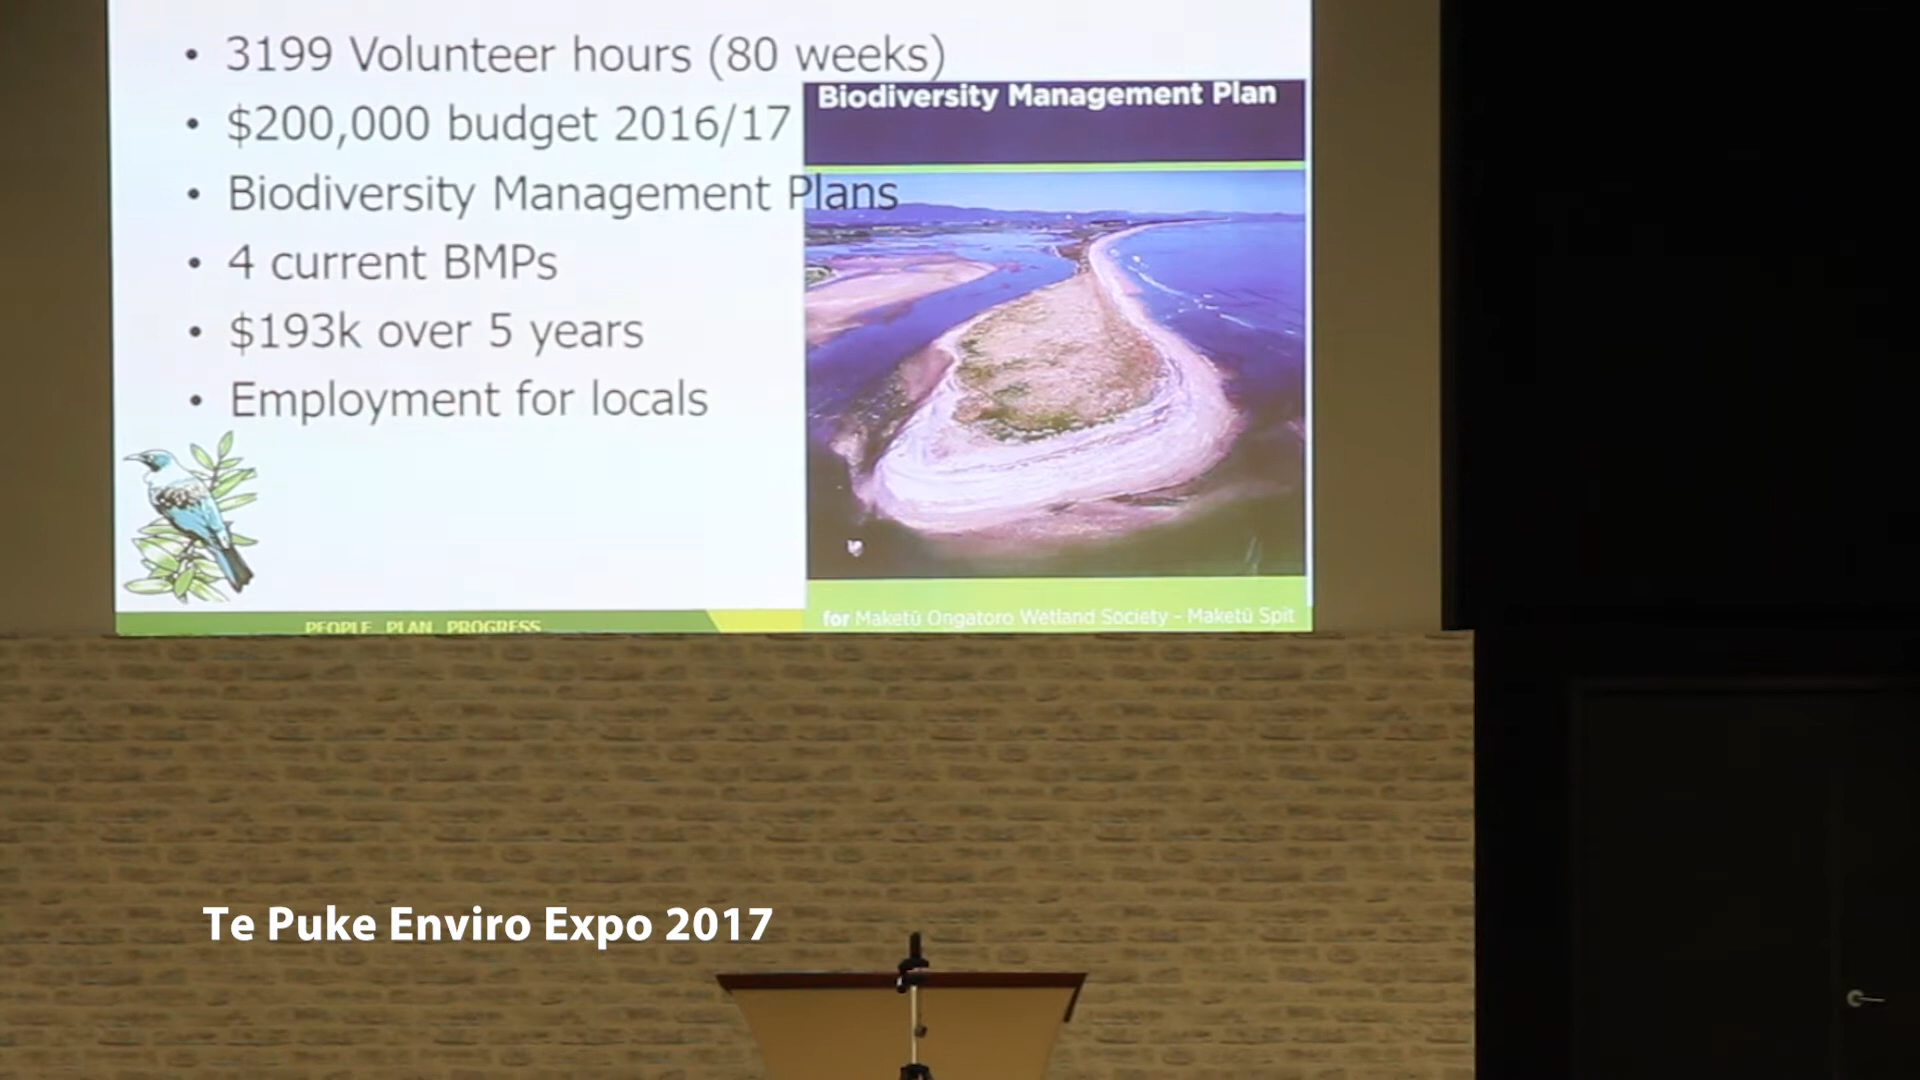 • 3199 Volunteer hours (80 weeks)
• $200,000 budget 2016/17
• Biodiversity Management Plans
• 4 current BMPs
• $193k over 5 years
• Employment for locals
Biodiversity Management Plan
for Maketū Ongatoro Wetland Society - Maketū Spit
PEOPLE PLAN PROGRESS
Te Puke Enviro Expo 2017